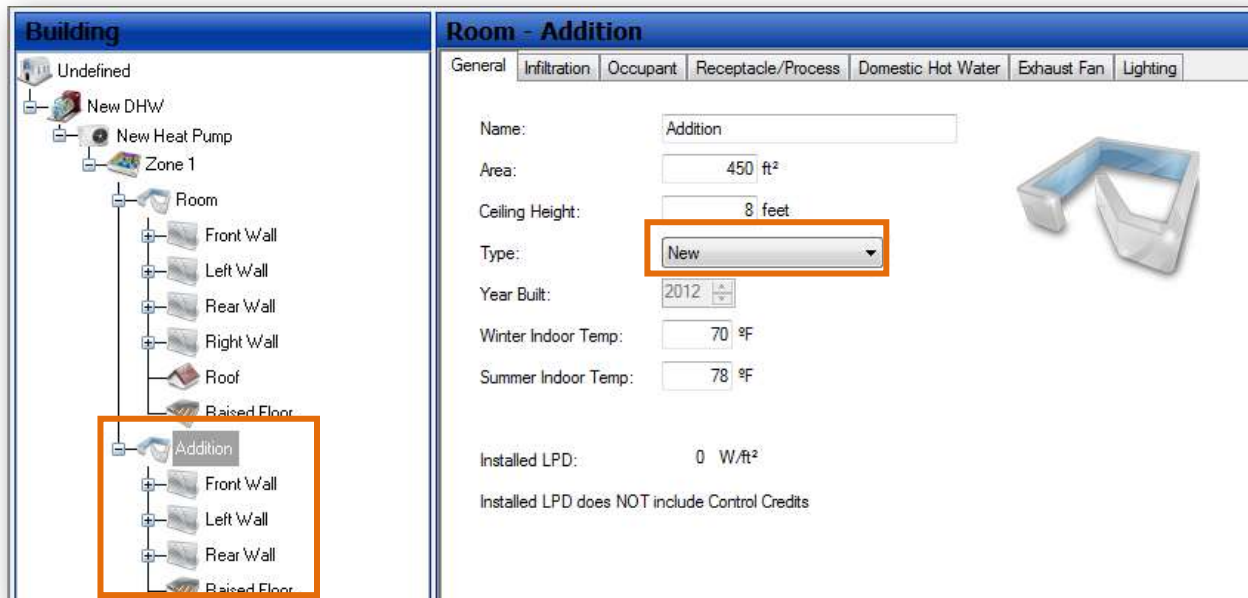 Building
Undefined
New DHW
New Heat Pump
Zone 1
Room
Front Wall
Left Wall
Rear Wall
Right Wall
Roof
Raised Floor
Addition
Front Wall
Left Wall
Rear Wall
Raised Floor
Room - Addition
General Infiltration Occupant Receptacle/Process Domestic Hot Water Exhaust Fan Lighting
Name: Addition
Area: 450 ft²
Ceiling Height: 8 feet
Type: New
Year Built: 2012
Winter Indoor Temp: 70 ºF
Summer Indoor Temp: 78 ºF
Installed LPD: 0 W/ft²
Installed LPD does NOT include Control Credits